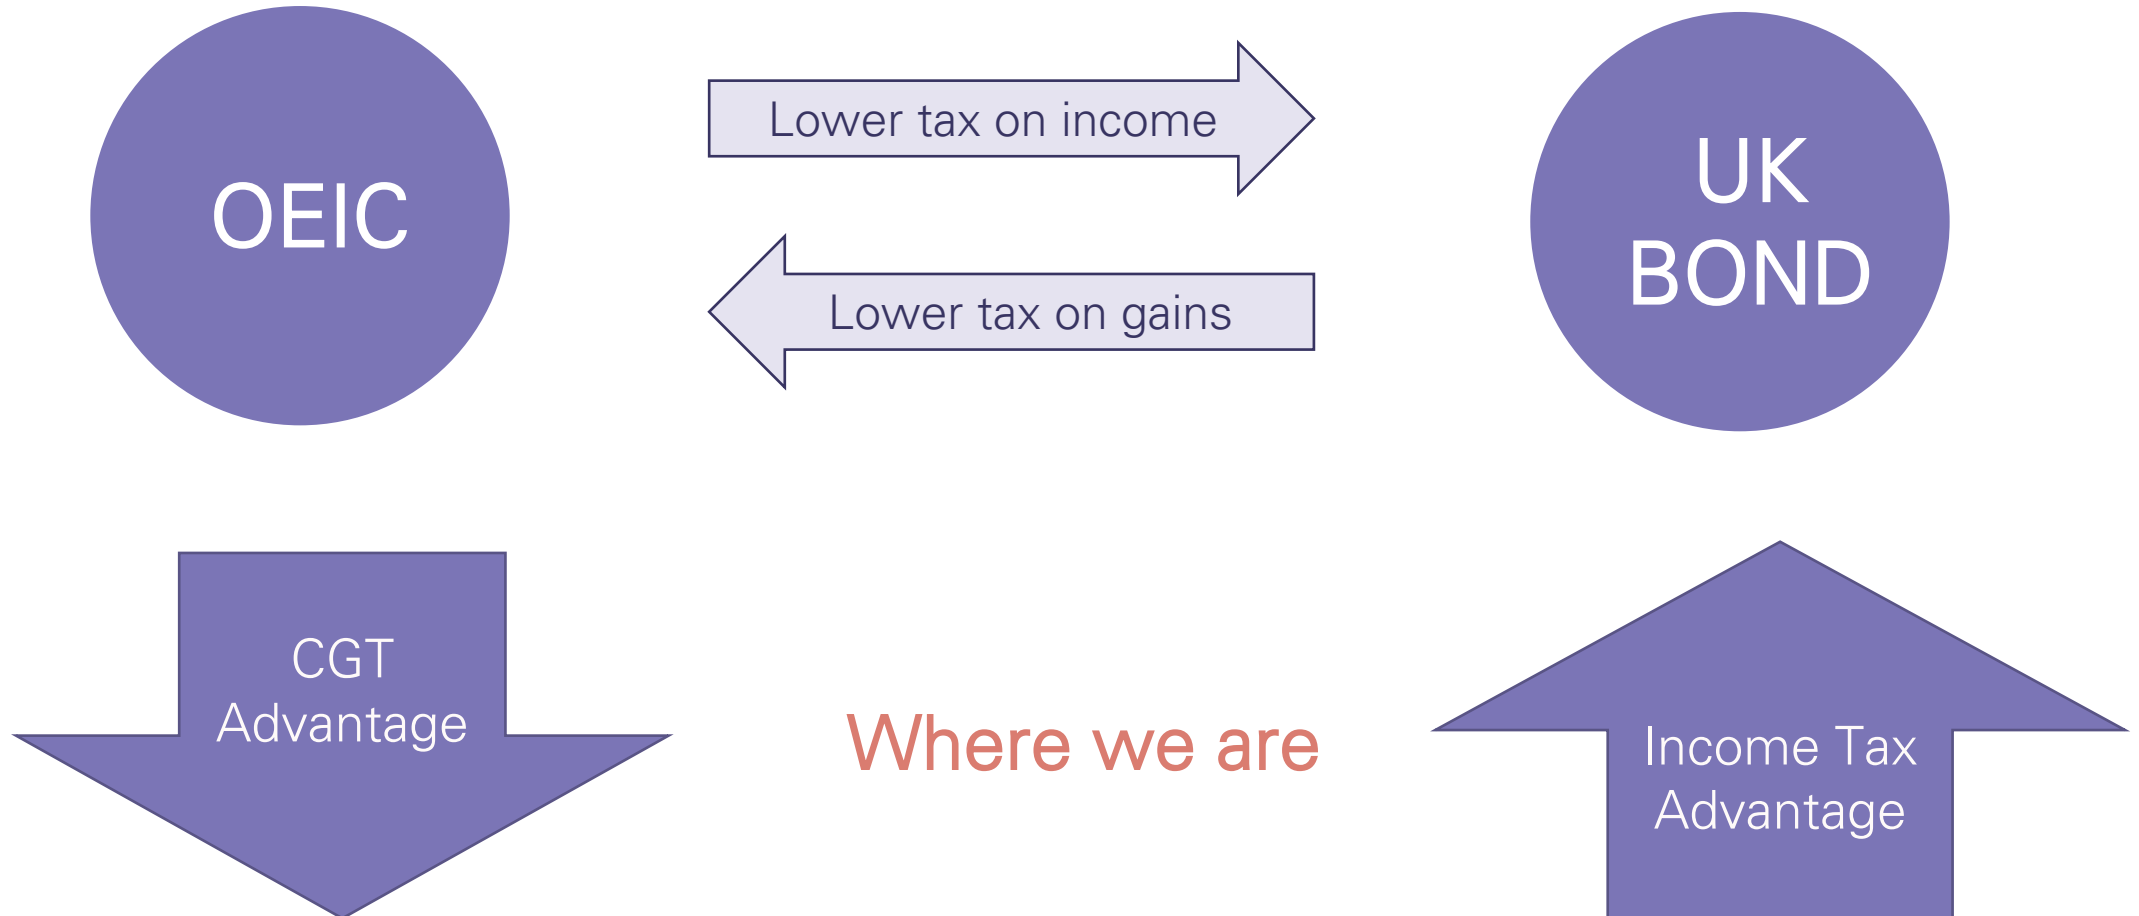 OEIC
Lower tax on income
UK
BOND
Lower tax on gains
CGT
Advantage
Where we are
Income Tax
Advantage